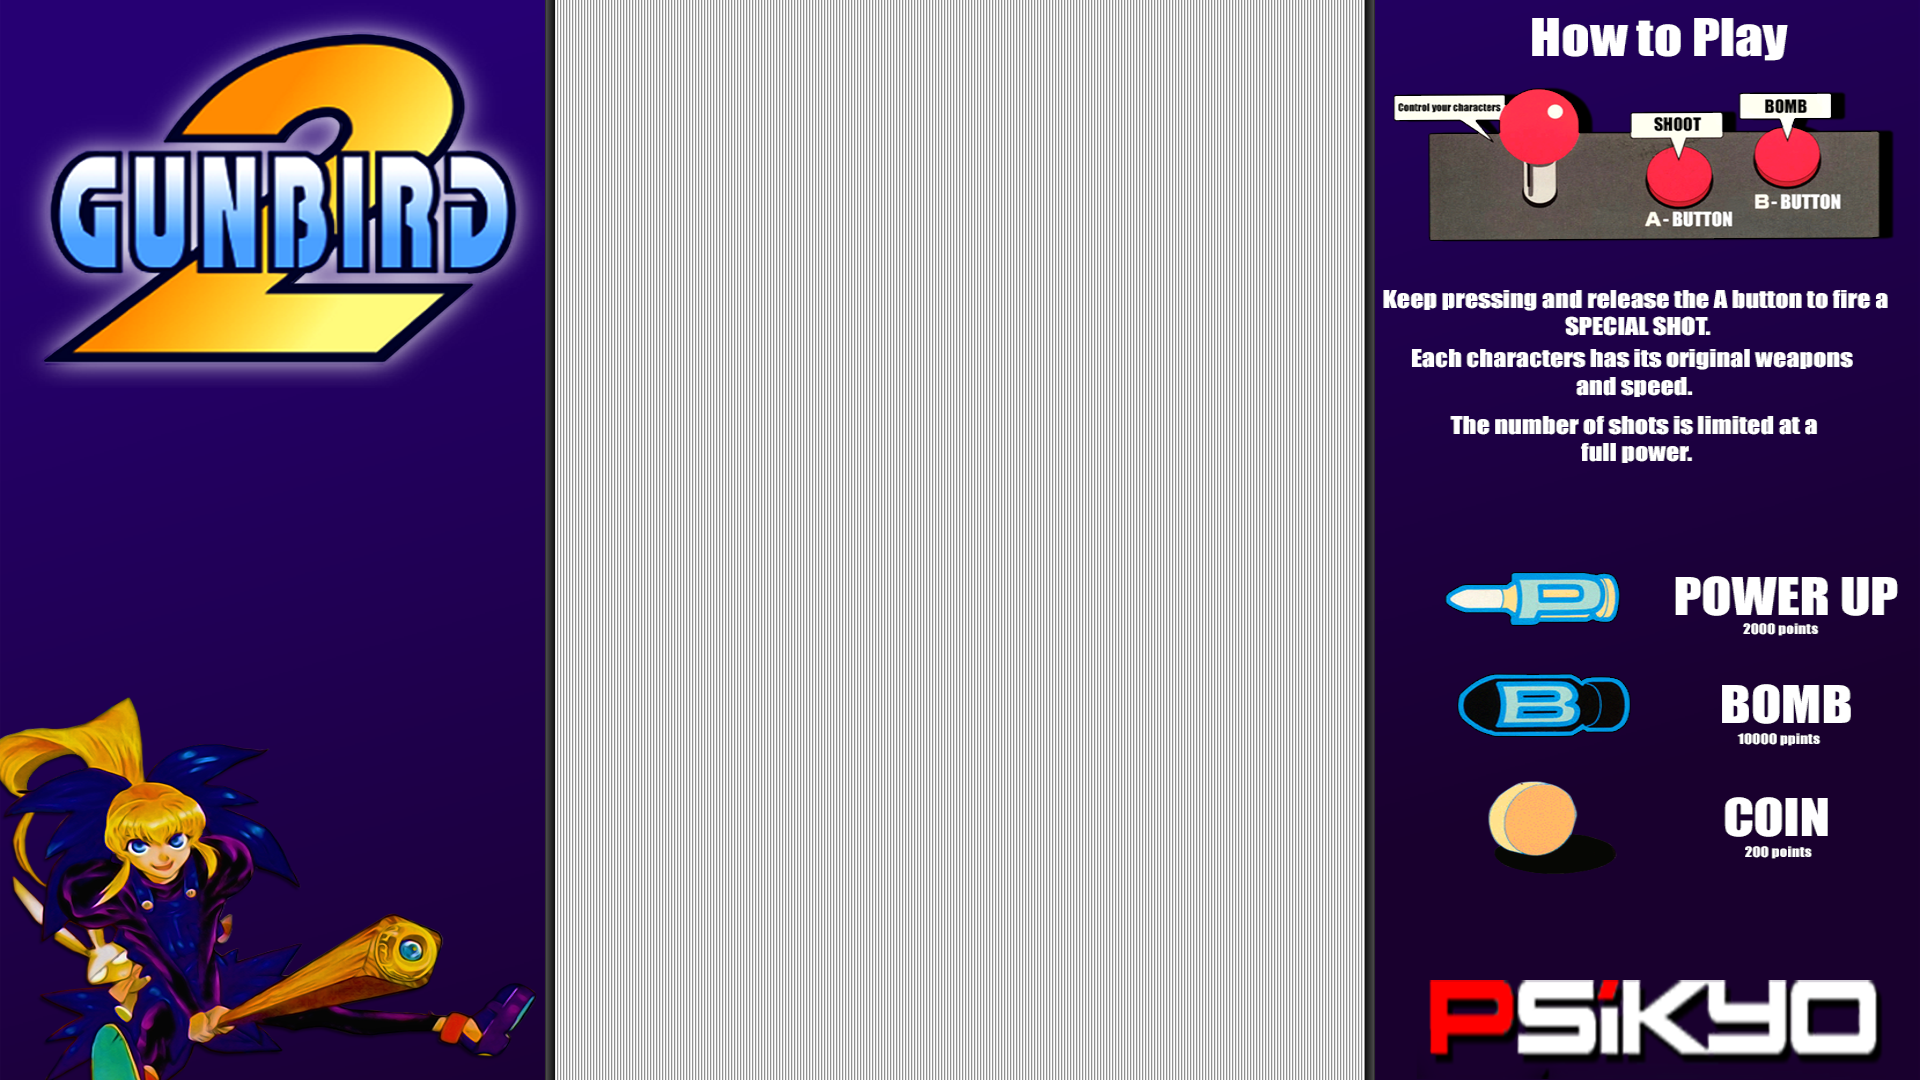 2
GUNBIRD
How to Play
Control your characters
SHOOT
BOMB
A - BUTTON
B - BUTTON
Keep pressing and release the A button to fire a
SPECIAL SHOT.
Each characters has its original weapons
and speed.
The number of shots is limited at a
full power.
P
POWER UP
2000 points
B
BOMB
10000 ppints
COIN
200 points
PSiKYO